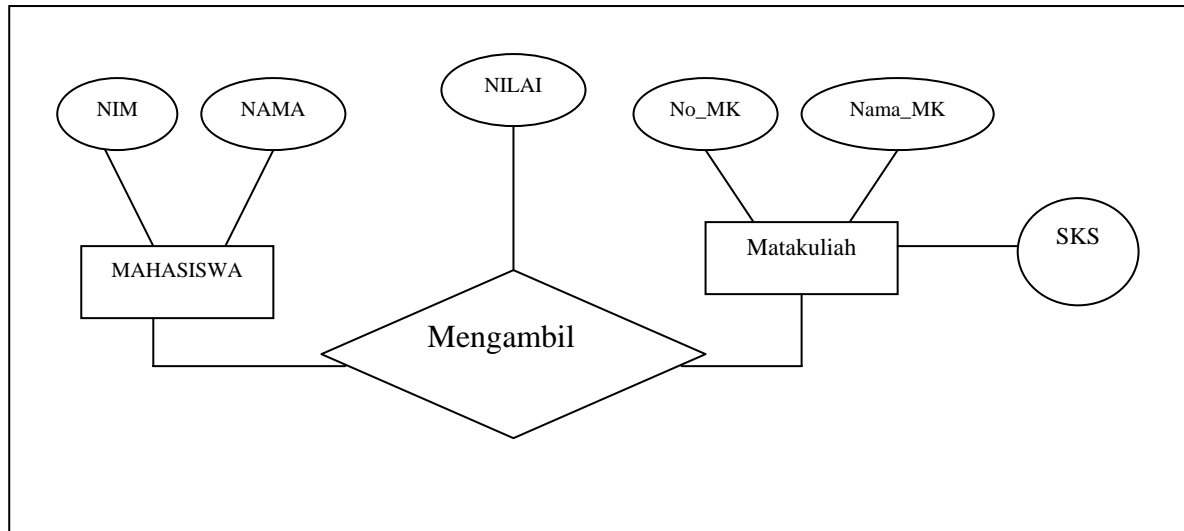 NIM
NAMA
NILAI
No_MK
Nama_MK
SKS
MAHASISWA
Mengambil
Matakuliah